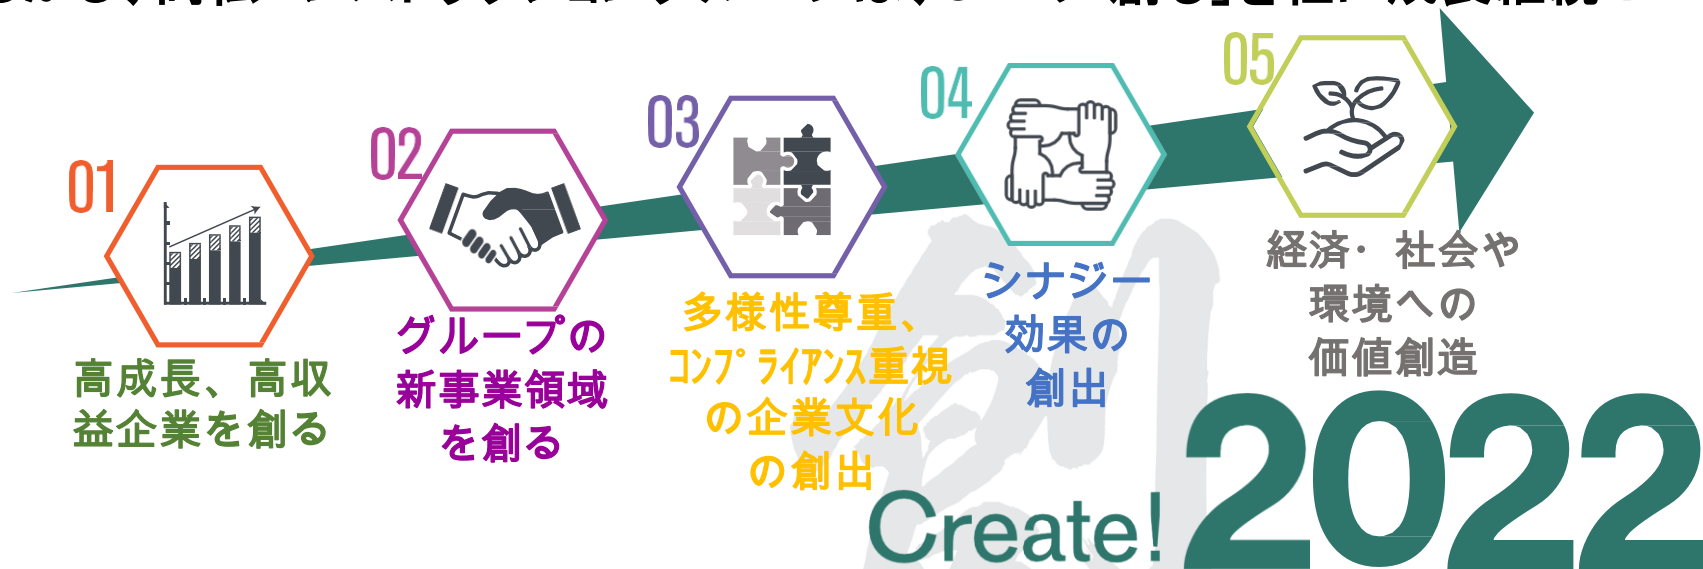 01
高成長、高収
益企業を創る
02
グループの
新事業領域
を創る
03
多様性尊重、
ｺﾝﾌﾟﾗｲｱﾝｽ重視
の企業文化
の創出
04
シナジー
効果の
創出
05
経済・社会や
環境への
価値創造
創
Create! 2022